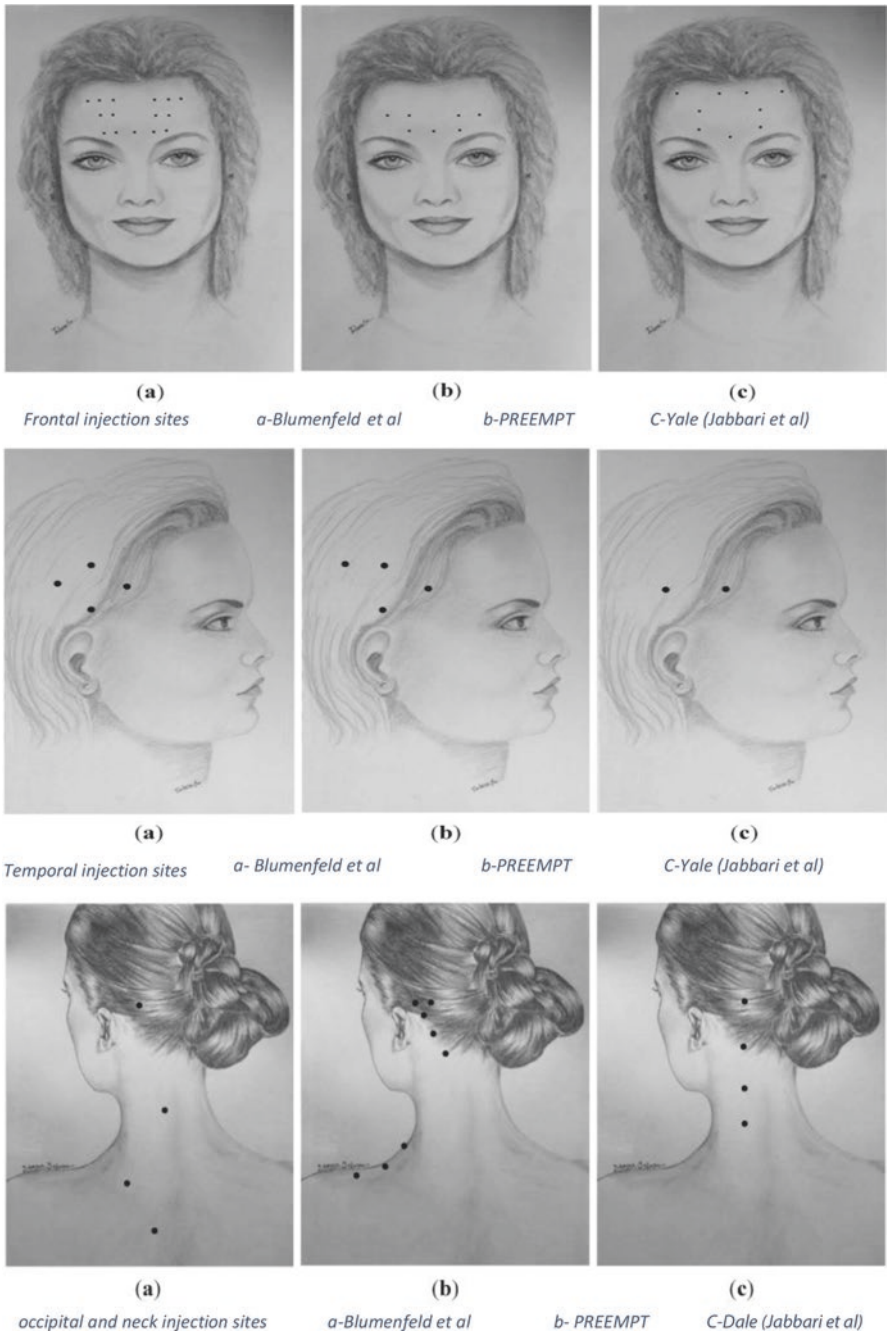 (a) (b) (c)
Frontal injection sites a-Blumenfeld et al b-PREEMPT C-Yale (Jabbari et al)
(a) (b) (c)
Temporal injection sites a- Blumenfeld et al b-PREEMPT C-Yale (Jabbari et al)
(a) (b) (c)
occipital and neck injection sites a-Blumenfeld et al b- PREEMPT C-Dale (Jabbari et al)